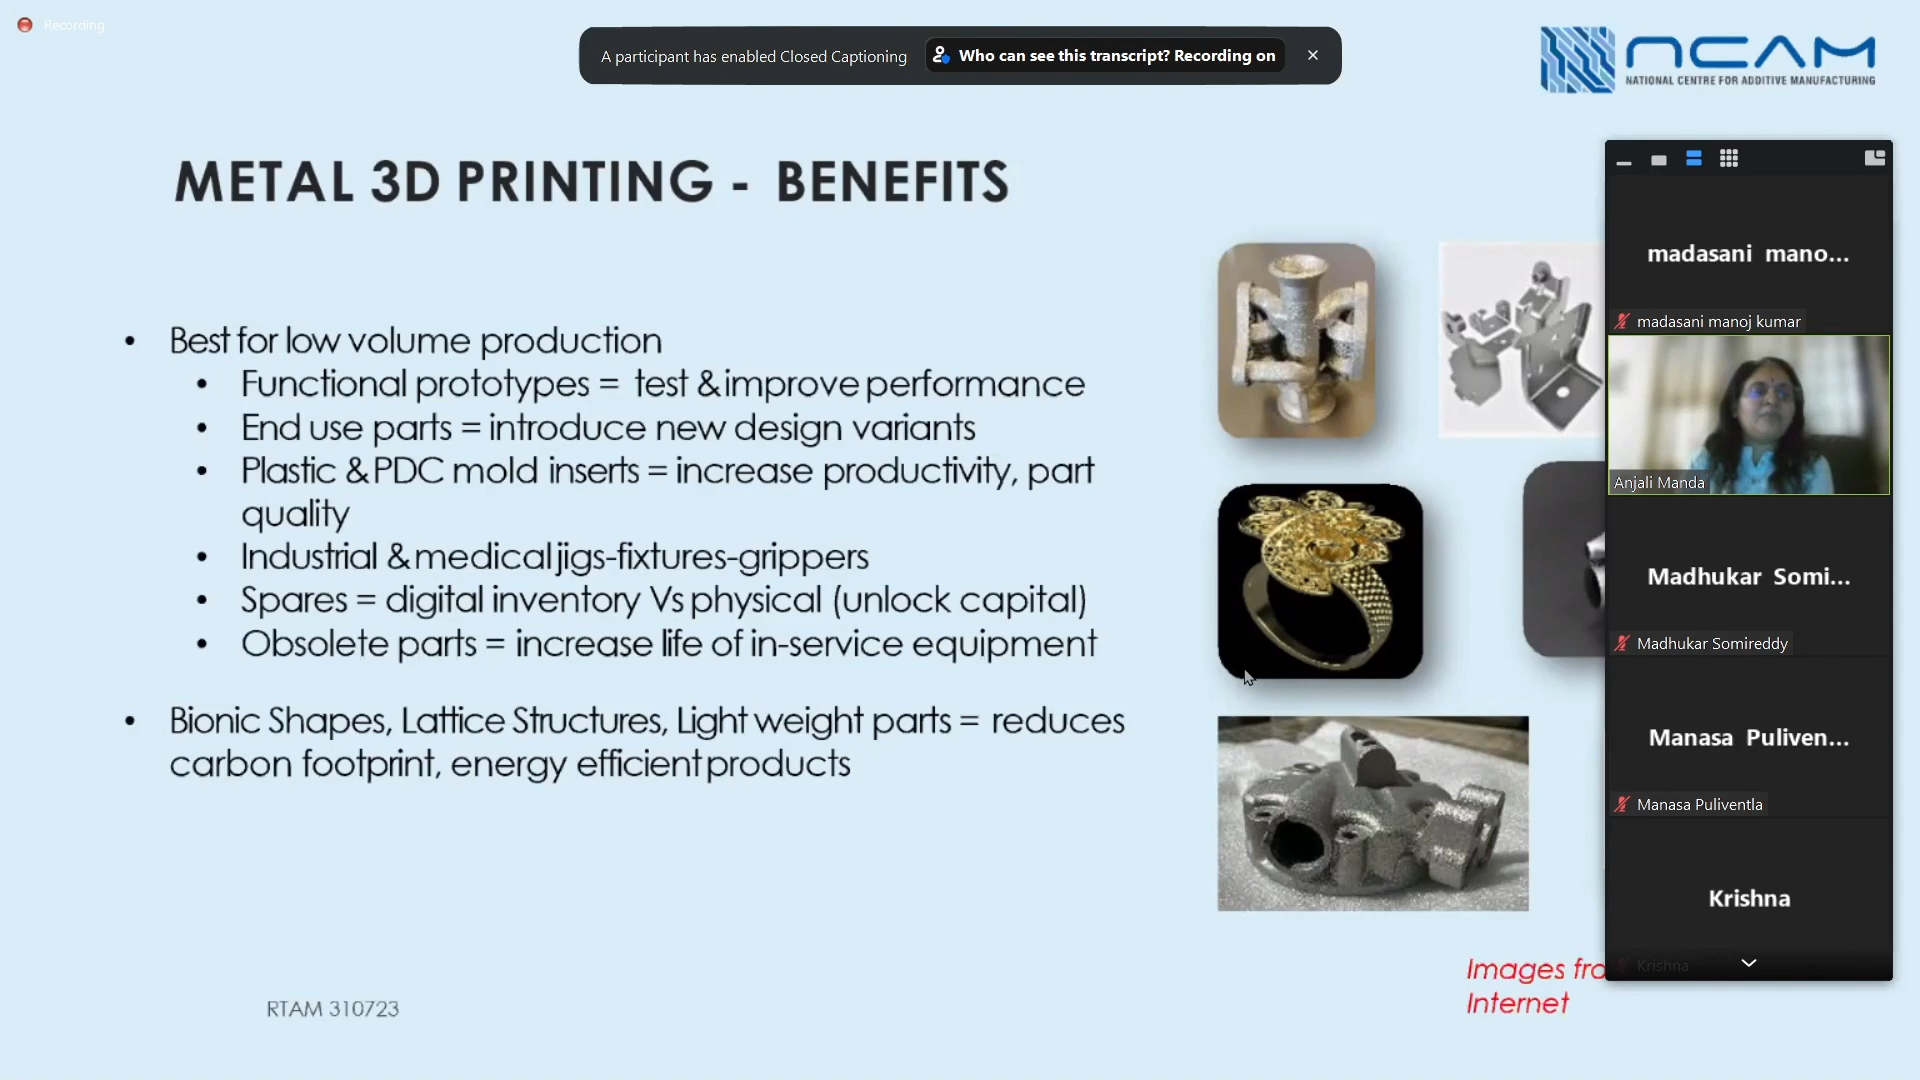 Recording
A participant has enabled Closed Captioning
Who can see this transcript? Recording on
NCAM
NATIONAL CENTRE FOR ADDITIVE MANUFACTURING
METAL 3D PRINTING - BENEFITS
• Best for low volume production
• Functional prototypes = test & improve performance
• End use parts = introduce new design variants
• Plastic & PDC mold inserts = increase productivity, part
quality
• Industrial & medical jigs-fixtures-grippers
• Spares = digital inventory Vs physical (unlock capital)
• Obsolete parts = increase life of in-service equipment
• Bionic Shapes, Lattice Structures, Light weight parts = reduces
carbon footprint, energy efficient products
RTAM 310723
Images fro
Internet
madasani mano...
madasani manoj kumar
Anjali Manda
Madhukar Somi...
Madhukar Somireddy
Manasa Puliven...
Manasa Puliventla
Krishna
Krishna